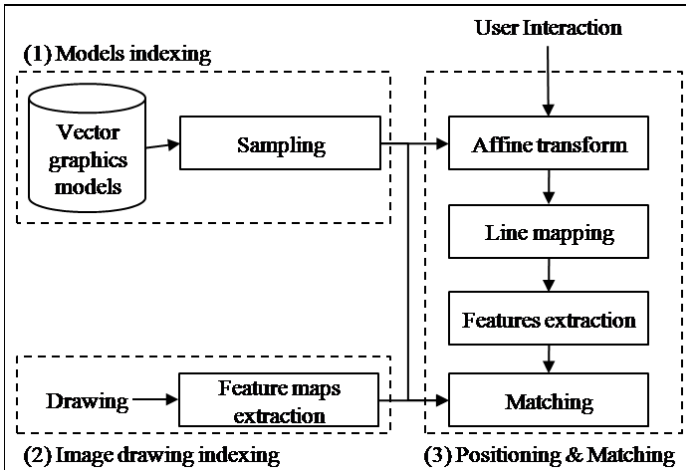 User Interaction
(1) Models indexing
Vector
graphics
models
Sampling
Affine transform
Line mapping
Features extraction
Drawing
Feature maps
extraction
Matching
(2) Image drawing indexing
(3) Positioning & Matching